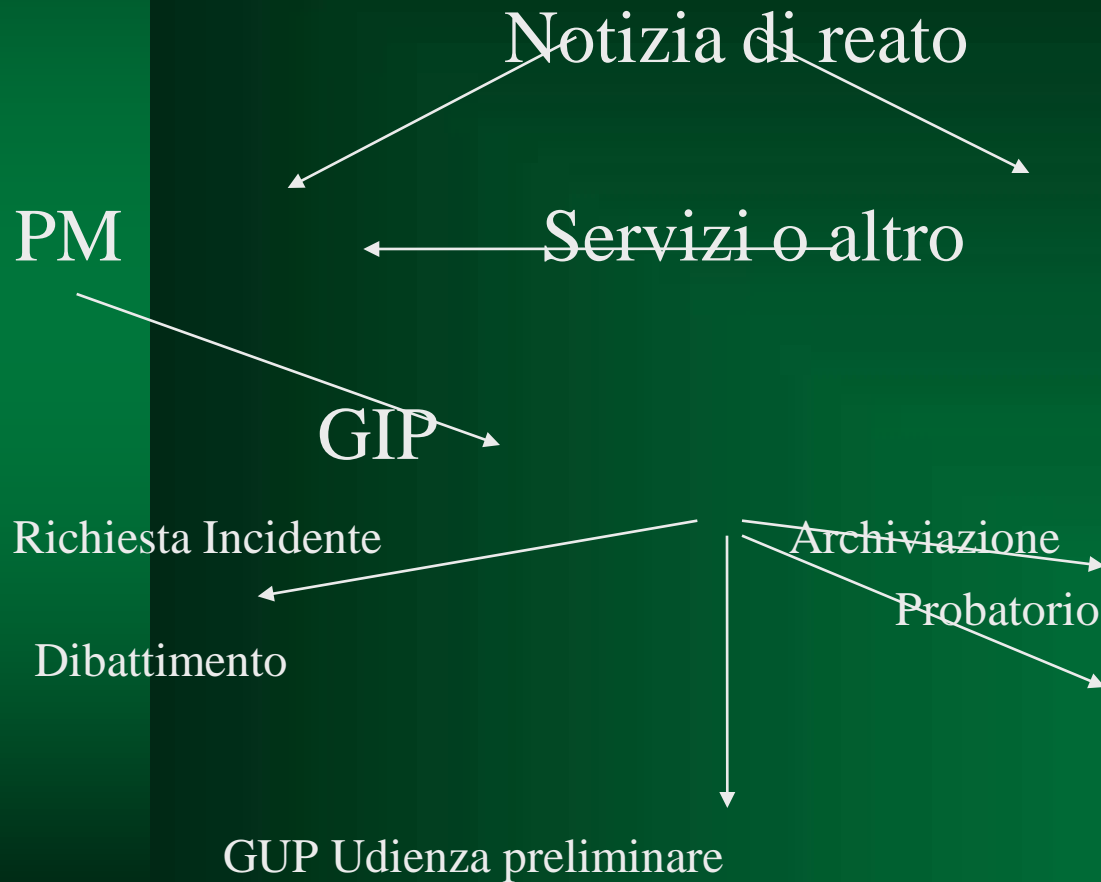 Notizia di reato
PM Servizi o altro
GIP
Richiesta Incidente Archiviazione
Probatorio
Dibattimento
GUP Udienza preliminare